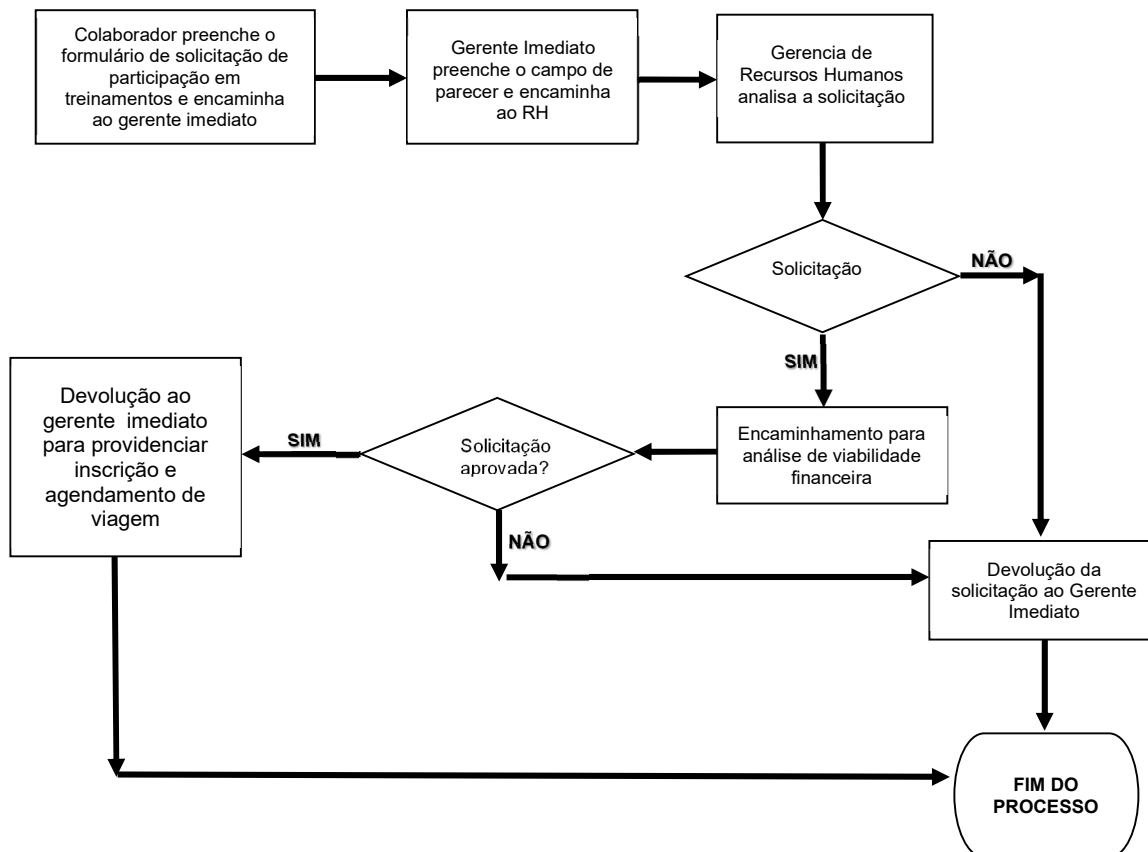 Colaborador preenche o
formulário de solicitação de
participação em
treinamentos e encaminha
ao gerente imediato
Gerente Imediato
preenche o campo de
parecer e encaminha
ao RH
Gerencia de
Recursos Humanos
analisa a solicitação
Solicitação
NÃO
SIM
Encaminhamento para
análise de viabilidade
financeira
Solicitação
aprovada?
SIM
Devolução ao
gerente imediato
para providenciar
inscrição e
agendamento de
viagem
NÃO
Devolução da
solicitação ao Gerente
Imediato
FIM DO
PROCESSO